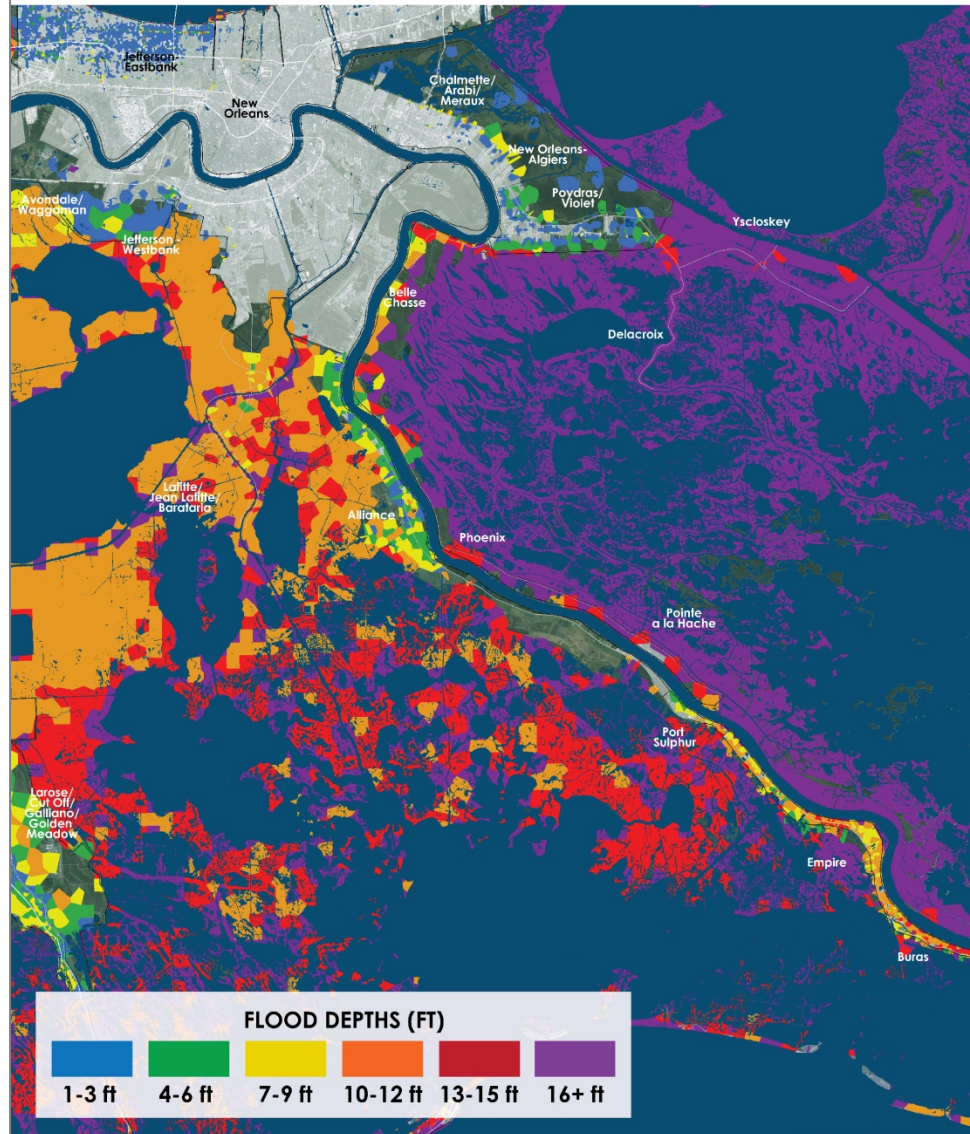 Jefferson-
Eastbank
New
Orleans
Chalmette/
Arabi/
Meraux
New Orleans-
Algiers
Poydras/
Violet
Yscloskey
Avondale/
Waggaman
Jefferson -
Westbank
Belle
Chasse
Delacroix
Lafitte/
Jean Lafitte/
Barataria
Alliance
Phoenix
Pointe
a la Hache
Port
Sulphur
Larose/
Cut Off/
Galliano/
Golden
Meadow
Empire
Buras
FLOOD DEPTHS (FT)
1-3 ft 4-6 ft 7-9 ft 10-12 ft 13-15 ft 16+ ft